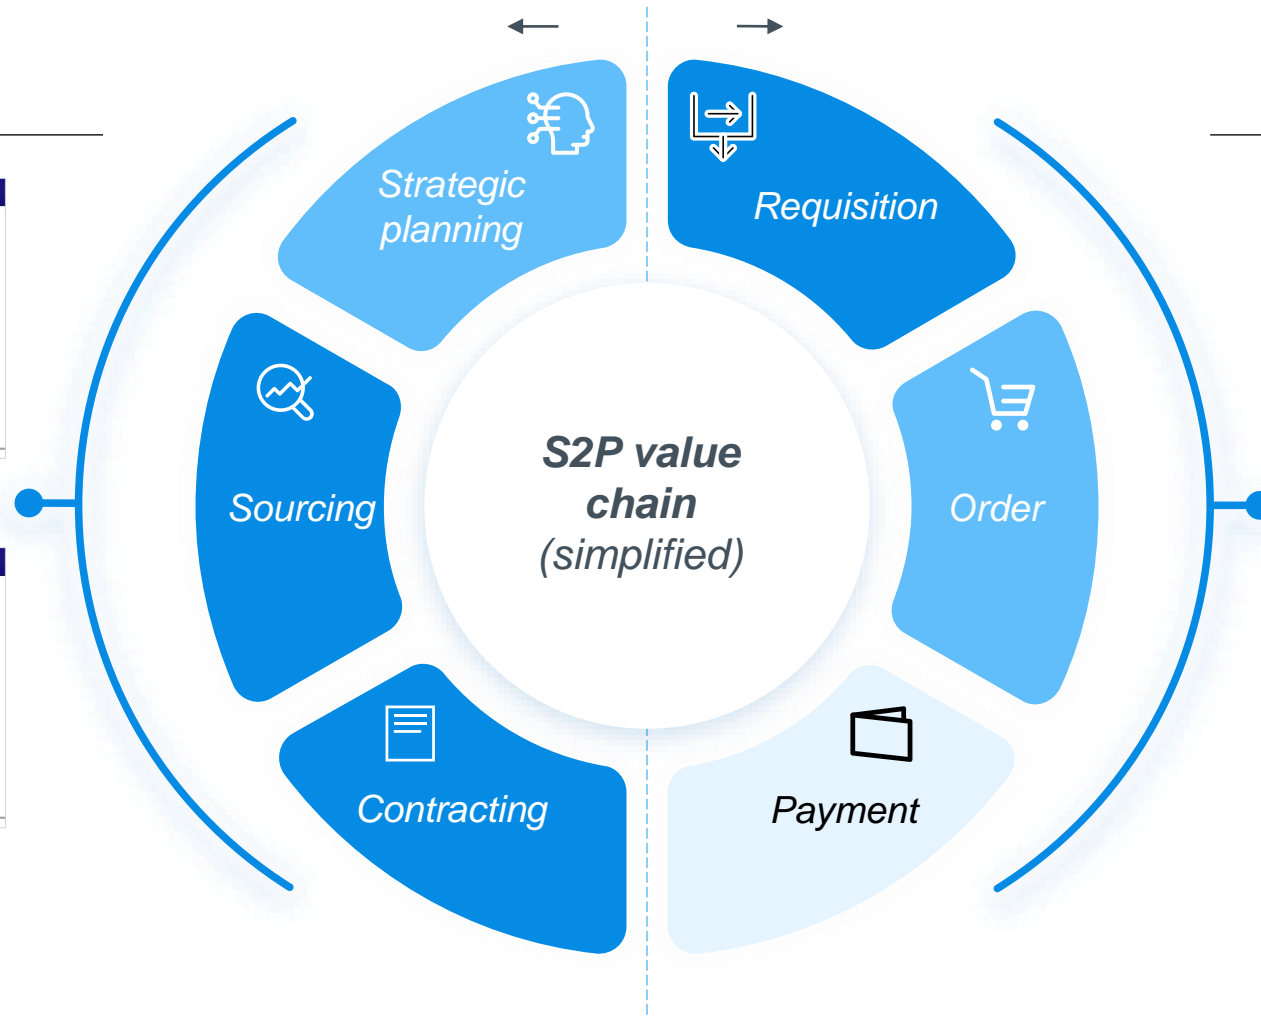 Strategic
planning
Requisition
Sourcing
S2P value
chain
(simplified)
Order
Contracting
Payment